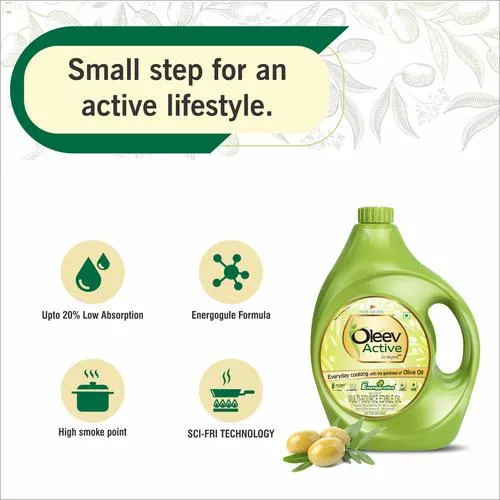 Small step for an
active lifestyle.
Upto 20% Low Absorption
Energogule Formula
High smoke point
SCI-FRI TECHNOLOGY
Oleev
Active
Everyday cooking with the goodness of Olive Oil
MULTI-SOURCE EDIBLE OIL